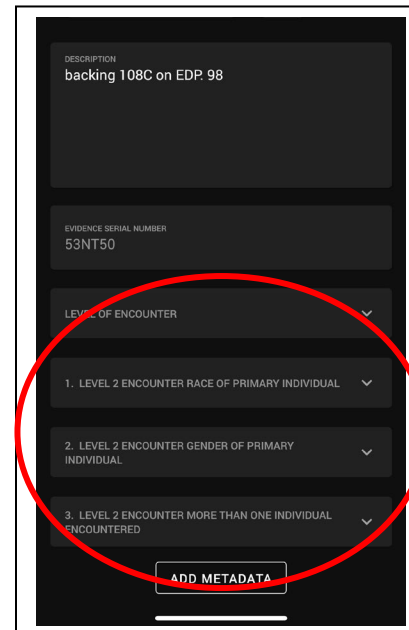 DESCRIPTION
backing 108C on EDP. 98
EVIDENCE SERIAL NUMBER
53NT50
LEVEL OF ENCOUNTER
1. LEVEL 2 ENCOUNTER RACE OF PRIMARY INDIVIDUAL
2. LEVEL 2 ENCOUNTER GENDER OF PRIMARY
INDIVIDUAL
3. LEVEL 2 ENCOUNTER MORE THAN ONE INDIVIDUAL
ENCOUNTERED
ADD METADATA